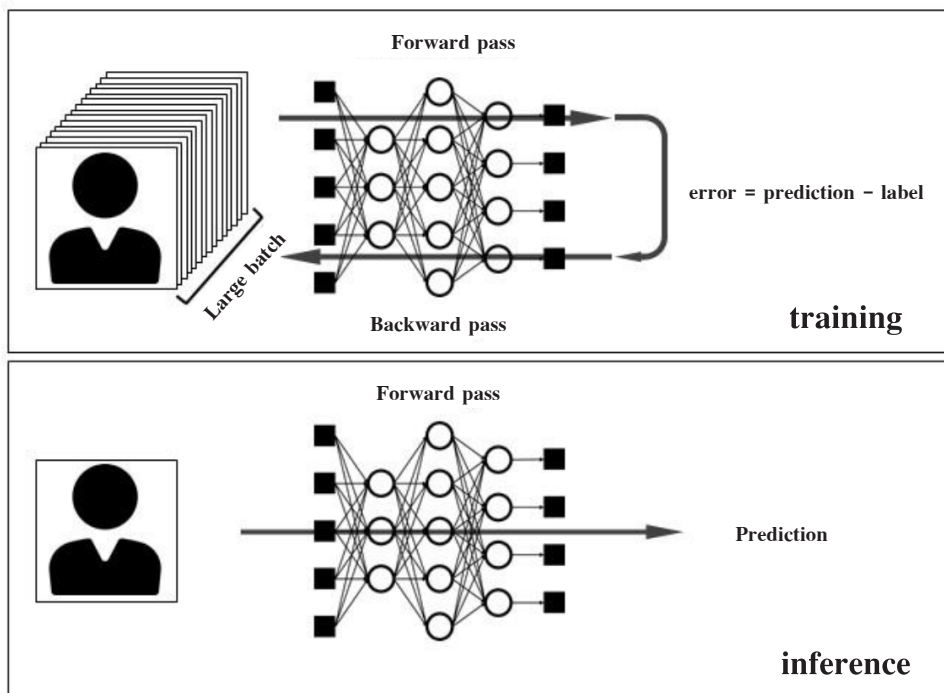 Forward pass
error = prediction - label
Large batch
Backward pass
training
Forward pass
Prediction
inference